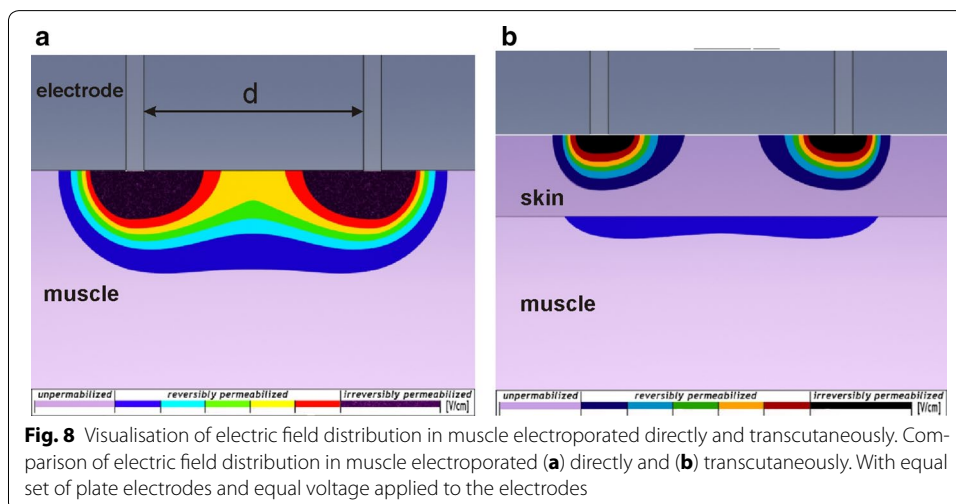 a
b
electrode
d
skin
muscle
muscle
unpermabilized reversibly permeabilized irreversibly permeabilized
[V/cm]
unpermabilized reversibly permeabilized irreversibly permeabilized
[V/cm]
Fig. 8 Visualisation of electric field distribution in muscle electroporated directly and transcutaneously. Com-
parison of electric field distribution in muscle electroporated (a) directly and (b) transcutaneously. With equal
set of plate electrodes and equal voltage applied to the electrodes